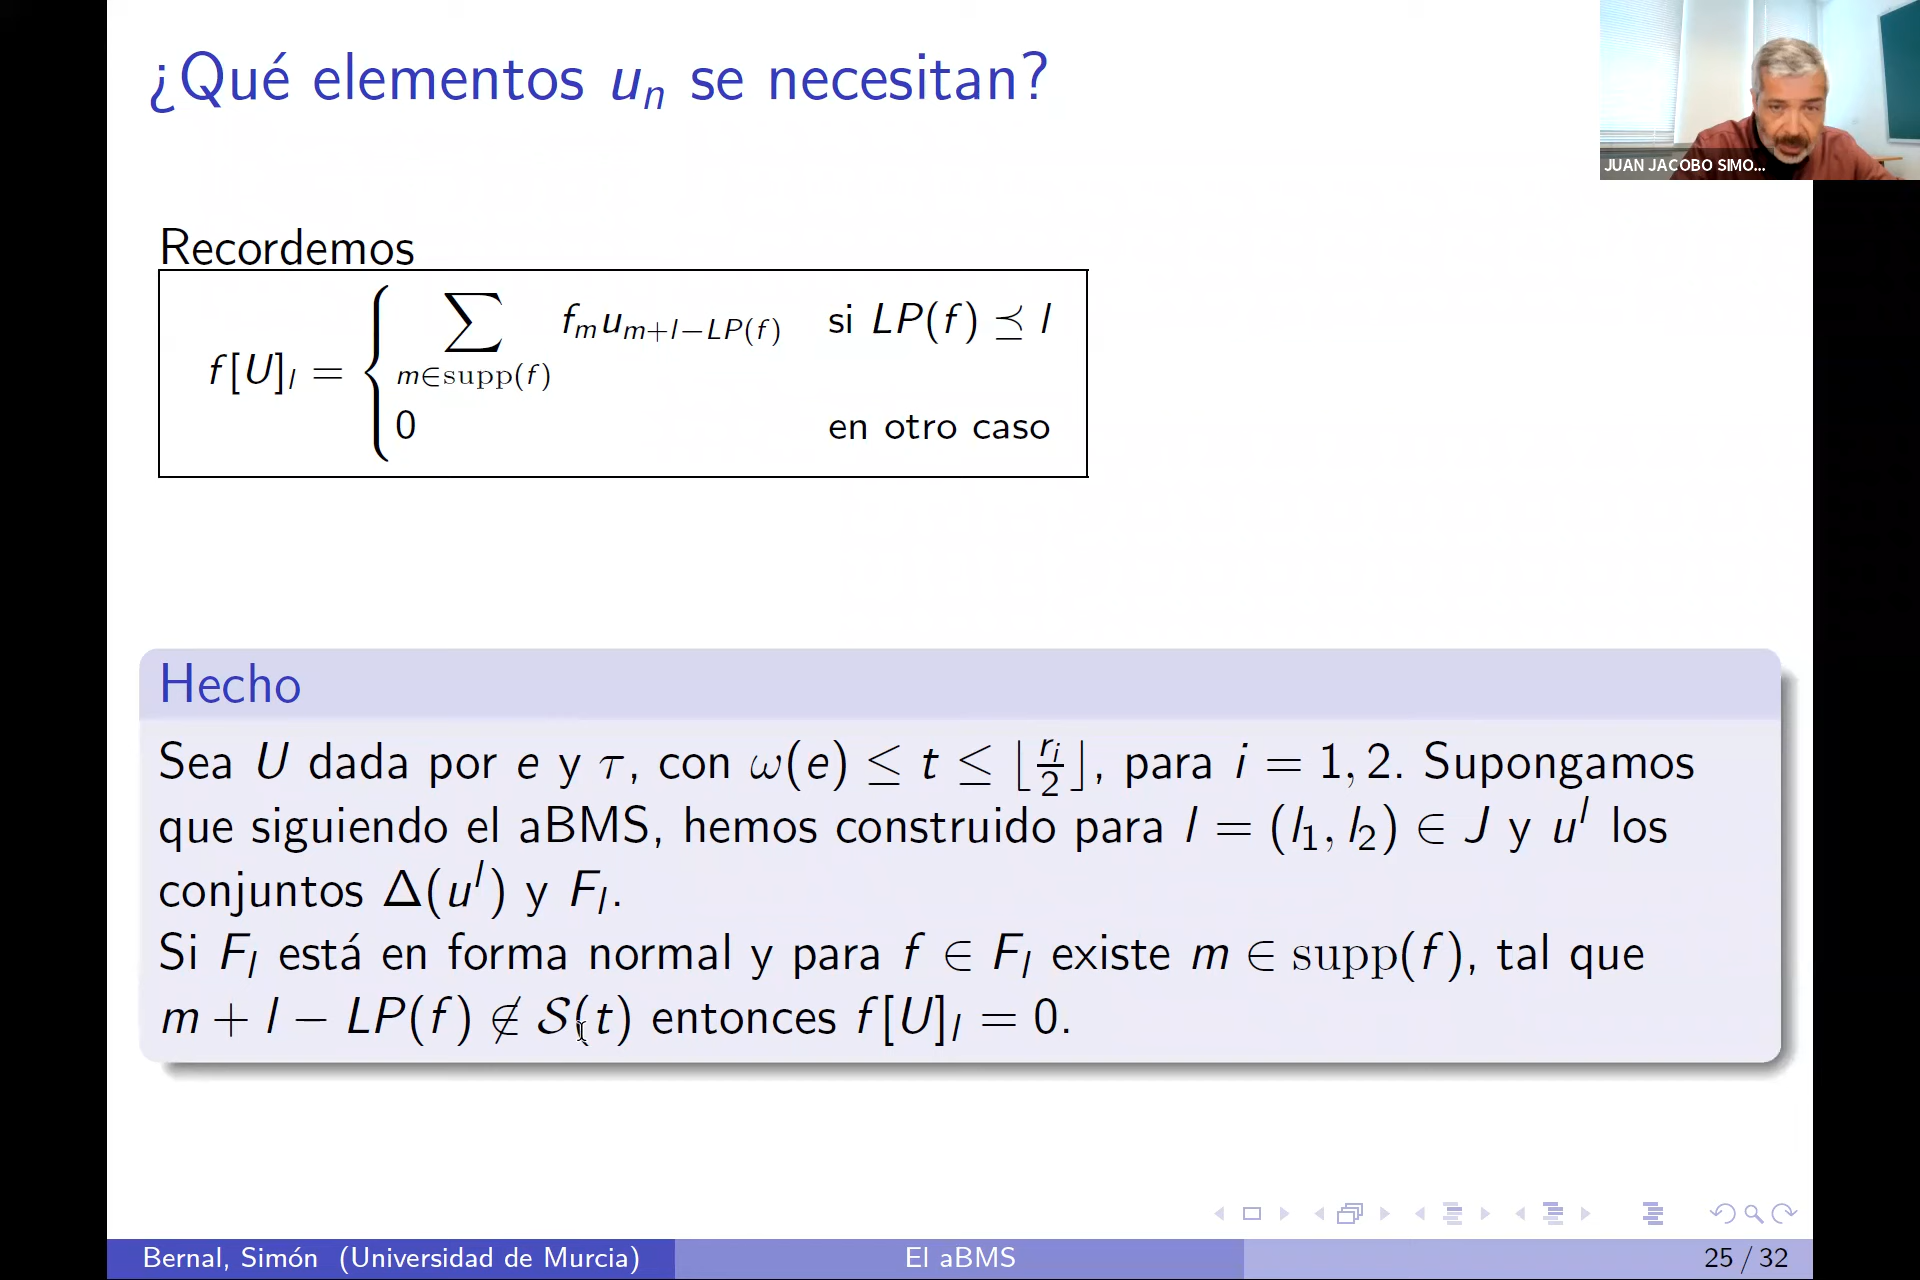 ¿Qué elementos u_n se necesitan?
JUAN JACOBO SIMO...
Recordemos
f[U]_l = { ∑_{m∈supp(f)} f_m u_{m+l−LP(f)} si LP(f) ⪯ l
0 en otro caso
Hecho
Sea U dada por e y τ, con ω(e) ≤ t ≤ ⌊r_i/2⌋, para i = 1, 2. Supongamos
que siguiendo el aBMS, hemos construido para l = (l_1, l_2) ∈ J y u^l los
conjuntos Δ(u^l) y F_l.
Si F_l está en forma normal y para f ∈ F_l existe m ∈ supp(f), tal que
m + l − LP(f) ∉ 𝒮(t) entonces f[U]_l = 0.
Bernal, Simón (Universidad de Murcia)
El aBMS
25 / 32